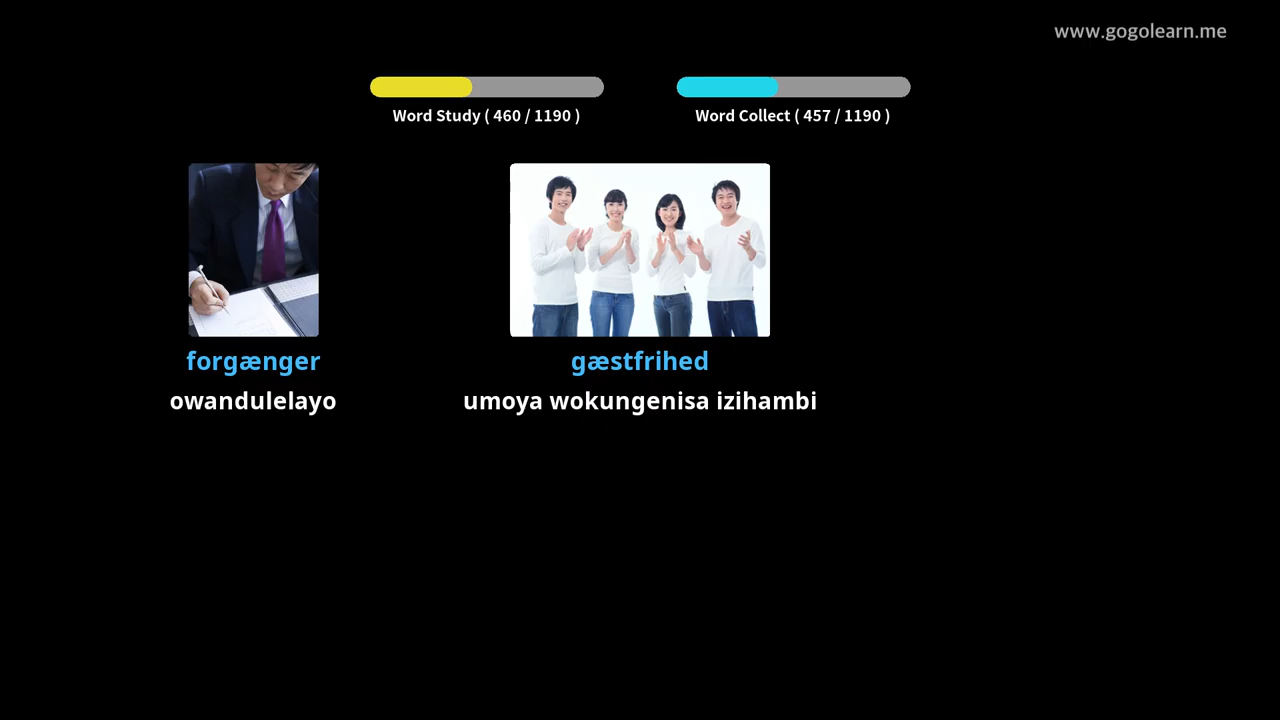 www.gogolearn.me
Word Study ( 460 / 1190 )
Word Collect ( 457 / 1190 )
forgænger
owandulelayo
gæstfrihed
umoya wokungenisa izihambi